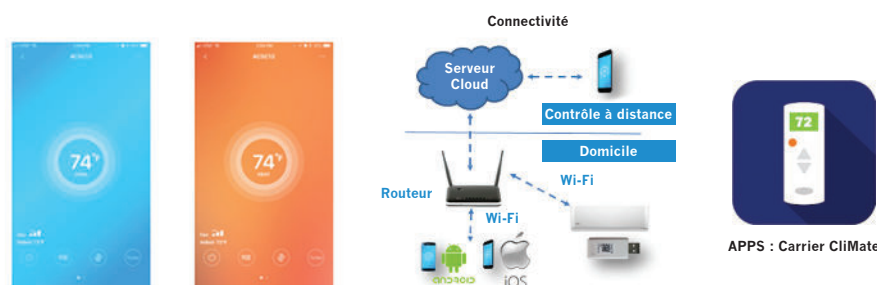 Connectivité
74°F
74°F
Serveur
Cloud
Contrôle à distance
Domicile
Routeur
Wi-Fi
Wi-Fi
ANDROID
iOS
72
APPS : Carrier CliMate